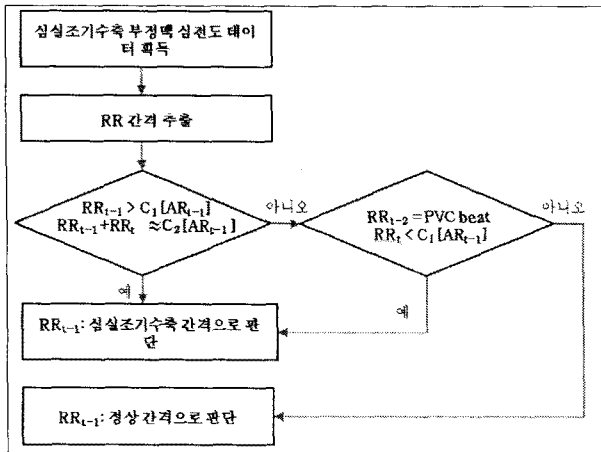 심실조기수축 부정맥 심전도 데이
터 획득
RR 간격 추출
RRt-1 > C1[ARt-1]
RRt-1+RRt ≈C2[ARt-1]
아니오
RRt-2 =PVC beat
RRt < C1[ARt-1]
아니오
예
예
RRt-1: 심실조기수축 간격으로 판
단
RRt-1: 정상 간격으로 판단